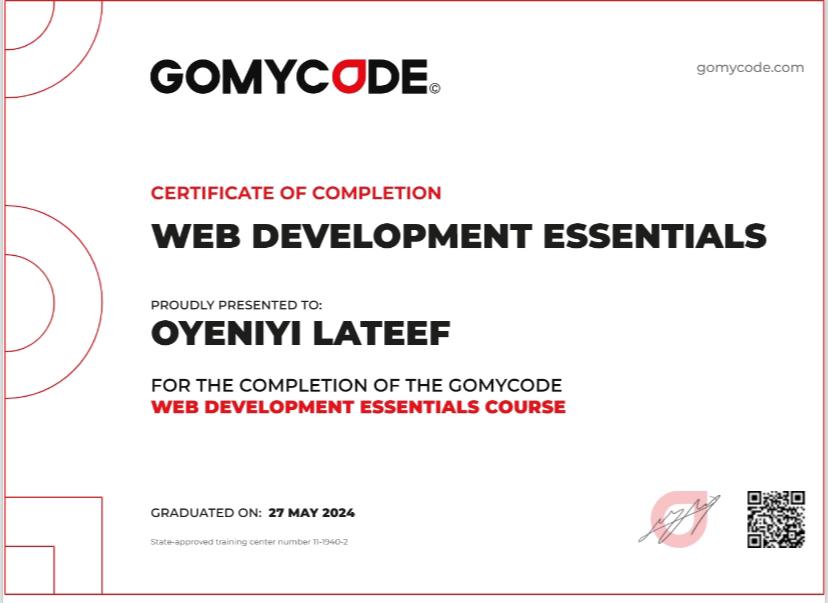 GOMYCODE©
gomycode.com
CERTIFICATE OF COMPLETION
WEB DEVELOPMENT ESSENTIALS
PROUDLY PRESENTED TO:
OYENIYI LATEEF
FOR THE COMPLETION OF THE GOMYCODE
WEB DEVELOPMENT ESSENTIALS COURSE
GRADUATED ON: 27 MAY 2024
State-approved training center number 11-1940-2